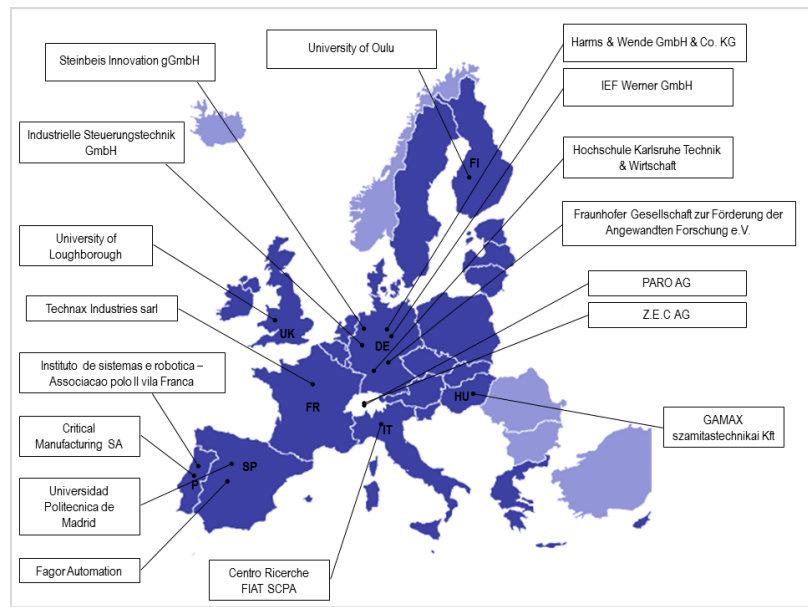 Steinbeis Innovation gGmbH
University of Oulu
Harms & Wende GmbH & Co. KG
IEF Werner GmbH
Industrielle Steuerungstechnik
GmbH
Hochschule Karlsruhe Technik
& Wirtschaft
Fraunhofer Gesellschaft zur Förderung der
Angewandten Forschung e.V.
University of
Loughborough
PARO AG
Technax Industries sarl
Z.E.C AG
Instituto de sistemas e robotica –
Associacao polo II vila Franca
Critical
Manufacturing SA
GAMAX
szamitastechnikai Kft
Universidad
Politecnica de
Madrid
Fagor Automation
Centro Ricerche
FIAT SCPA
FI
UK
DE
FR
HU
IT
SP
P